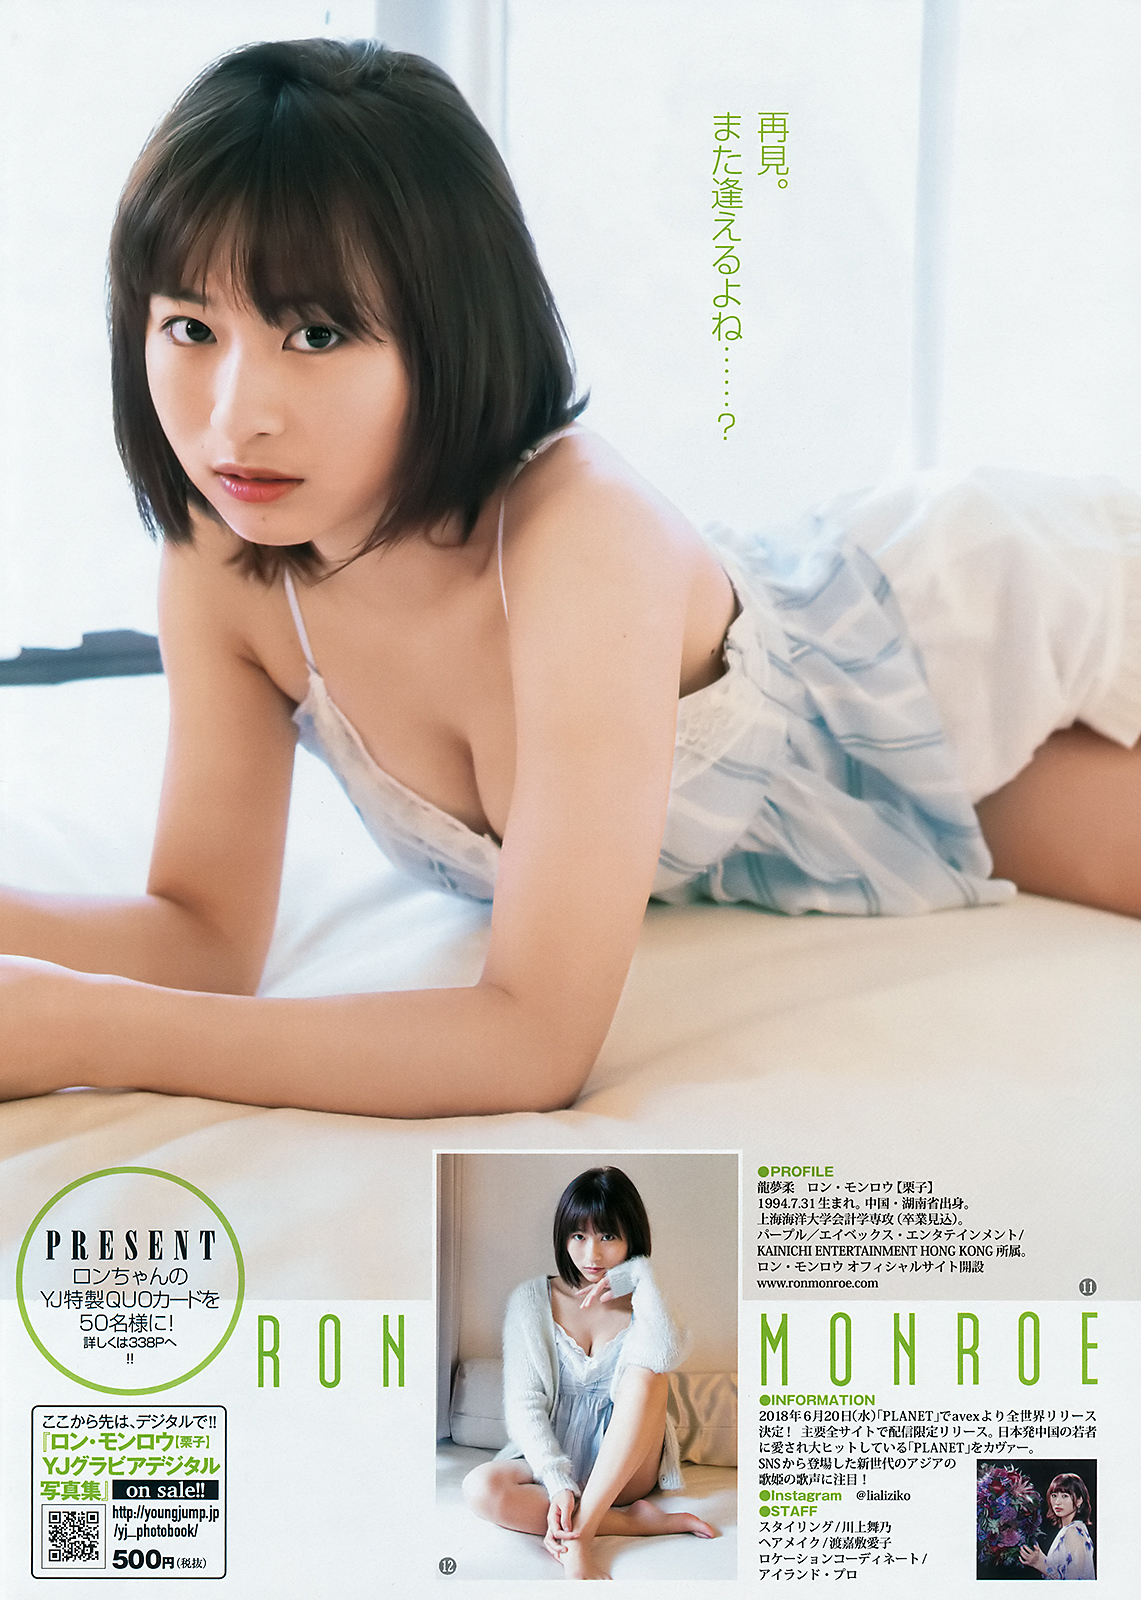 再見。
また逢えるよね……?
PRESENT
ロンちゃんの
YJ特製QUOカードを
50名様に!
詳しくは338Pへ
!!
ここから先は、デジタルで!!
『ロン・モンロウ【栗子】
YJグラビアデジタル
写真集』 on sale!!
http://youngjump.jp
/yj_photobook/
500円(税抜)
RON MONROE
12
●PROFILE
龍夢柔 ロン・モンロウ【栗子】
1994.7.31生まれ。中国・湖南省出身。
上海海洋大学会計学専攻(卒業見込)。
パープル/エイベックス・エンタテインメント/
KAINICHI ENTERTAINMENT HONG KONG所属。
ロン・モンロウ オフィシャルサイト開設
www.ronmonroe.com
11
●INFORMATION
2018年6月20日(水)「PLANET」でavexより全世界リリース
決定! 主要全サイトで配信限定リリース。日本発中国の若者
に愛され大ヒットしている「PLANET」をカヴァー。
SNSから登場した新世代のアジアの
歌姫の歌声に注目!
●Instagram @lializiko
●STAFF
スタイリング/川上舞乃
ヘアメイク/渡嘉敷愛子
ロケーションコーディネート/
アイランド・プロ